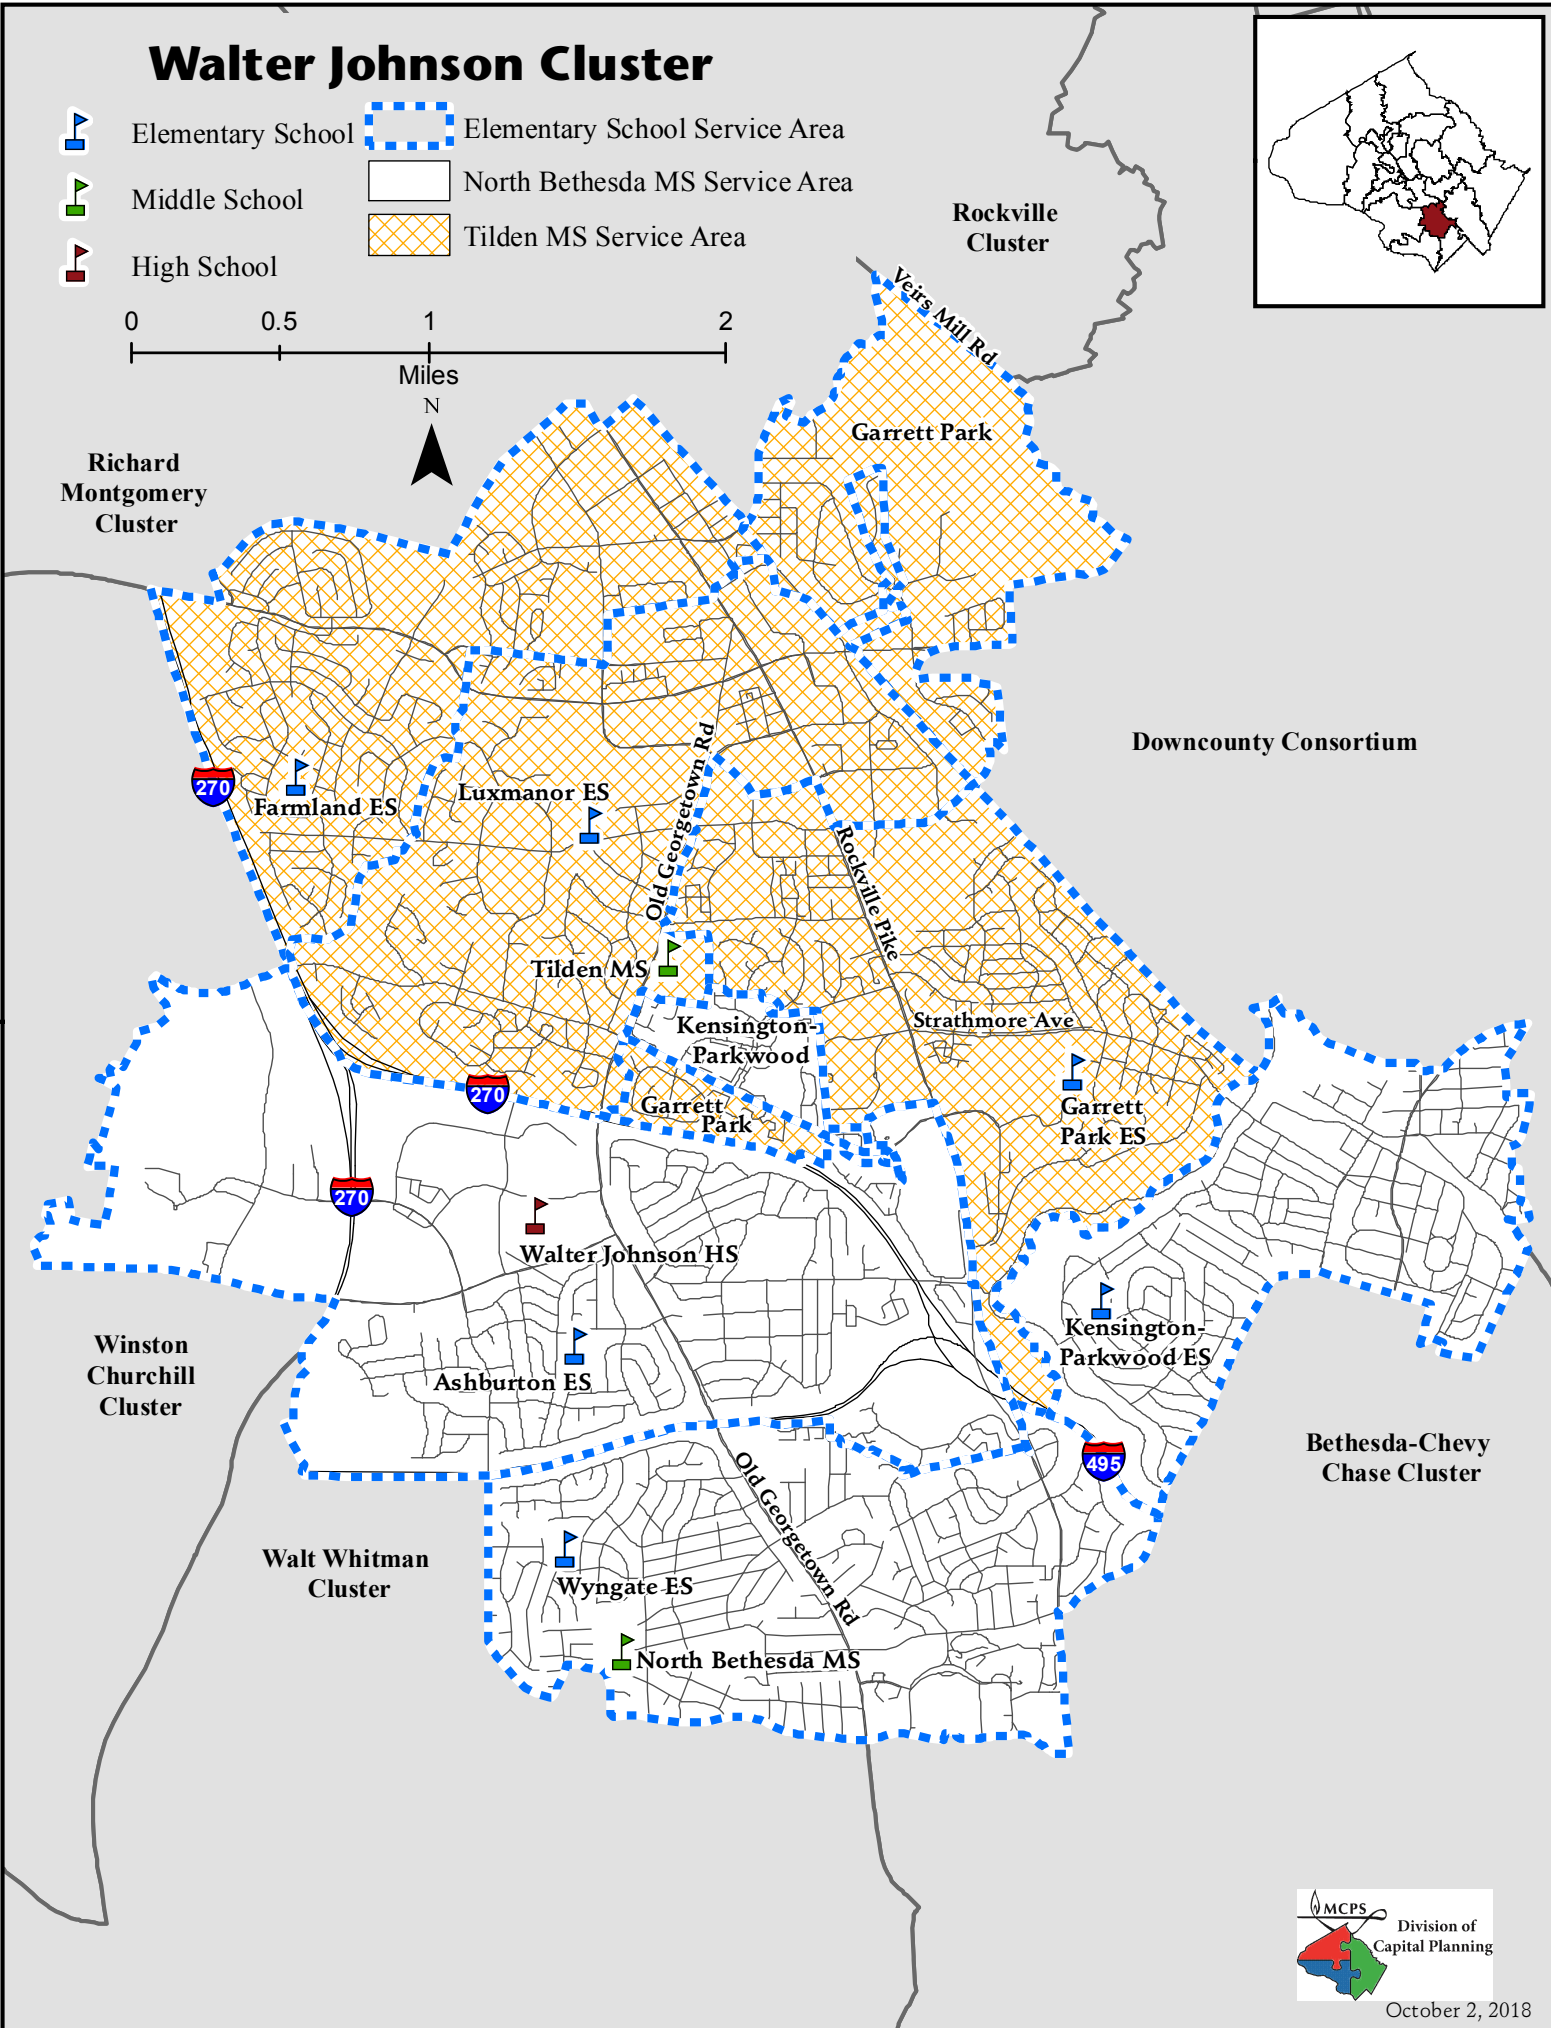 Walter Johnson Cluster
Elementary School
Elementary School Service Area
Middle School
North Bethesda MS Service Area
High School
Tilden MS Service Area
0 0.5 1 2
Miles
N
Rockville
Cluster
Veirs Mill Rd
Garrett Park
Richard
Montgomery
Cluster
Downcounty Consortium
270
Farmland ES
Luxmanor ES
Old Georgetown Rd
Rockville Pike
Tilden MS
Kensington-
Parkwood
Strathmore Ave
270
Garrett
Park
Garrett
Park ES
270
Walter Johnson HS
Kensington-
Parkwood ES
Winston
Churchill
Cluster
Ashburton ES
Bethesda-Chevy
Chase Cluster
495
Old Georgetown Rd
Walt Whitman
Cluster
Wyngate ES
North Bethesda MS
MCPS
Division of
Capital Planning
October 2, 2018